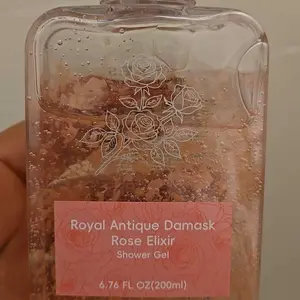 Royal Antique Damask
Rose Elixir
Shower Gel
6.76 FL OZ(200ml)